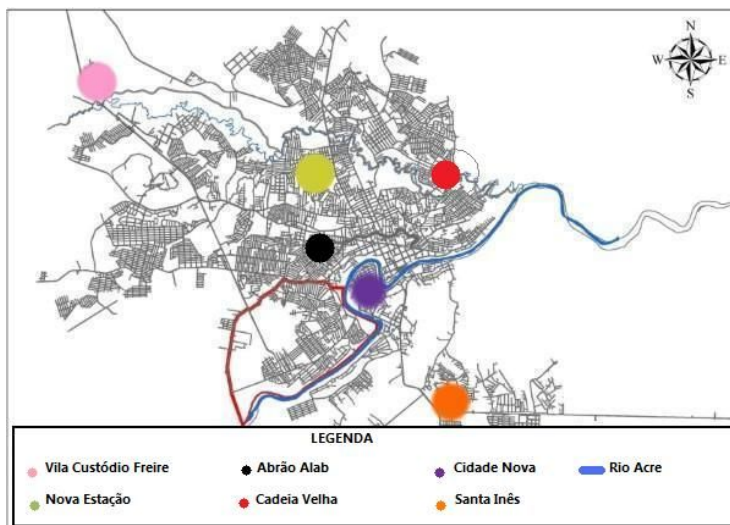 N
W E
S
LEGENDA
Vila Custódio Freire Abrão Alab Cidade Nova Rio Acre
Nova Estação Cadeia Velha Santa Inês